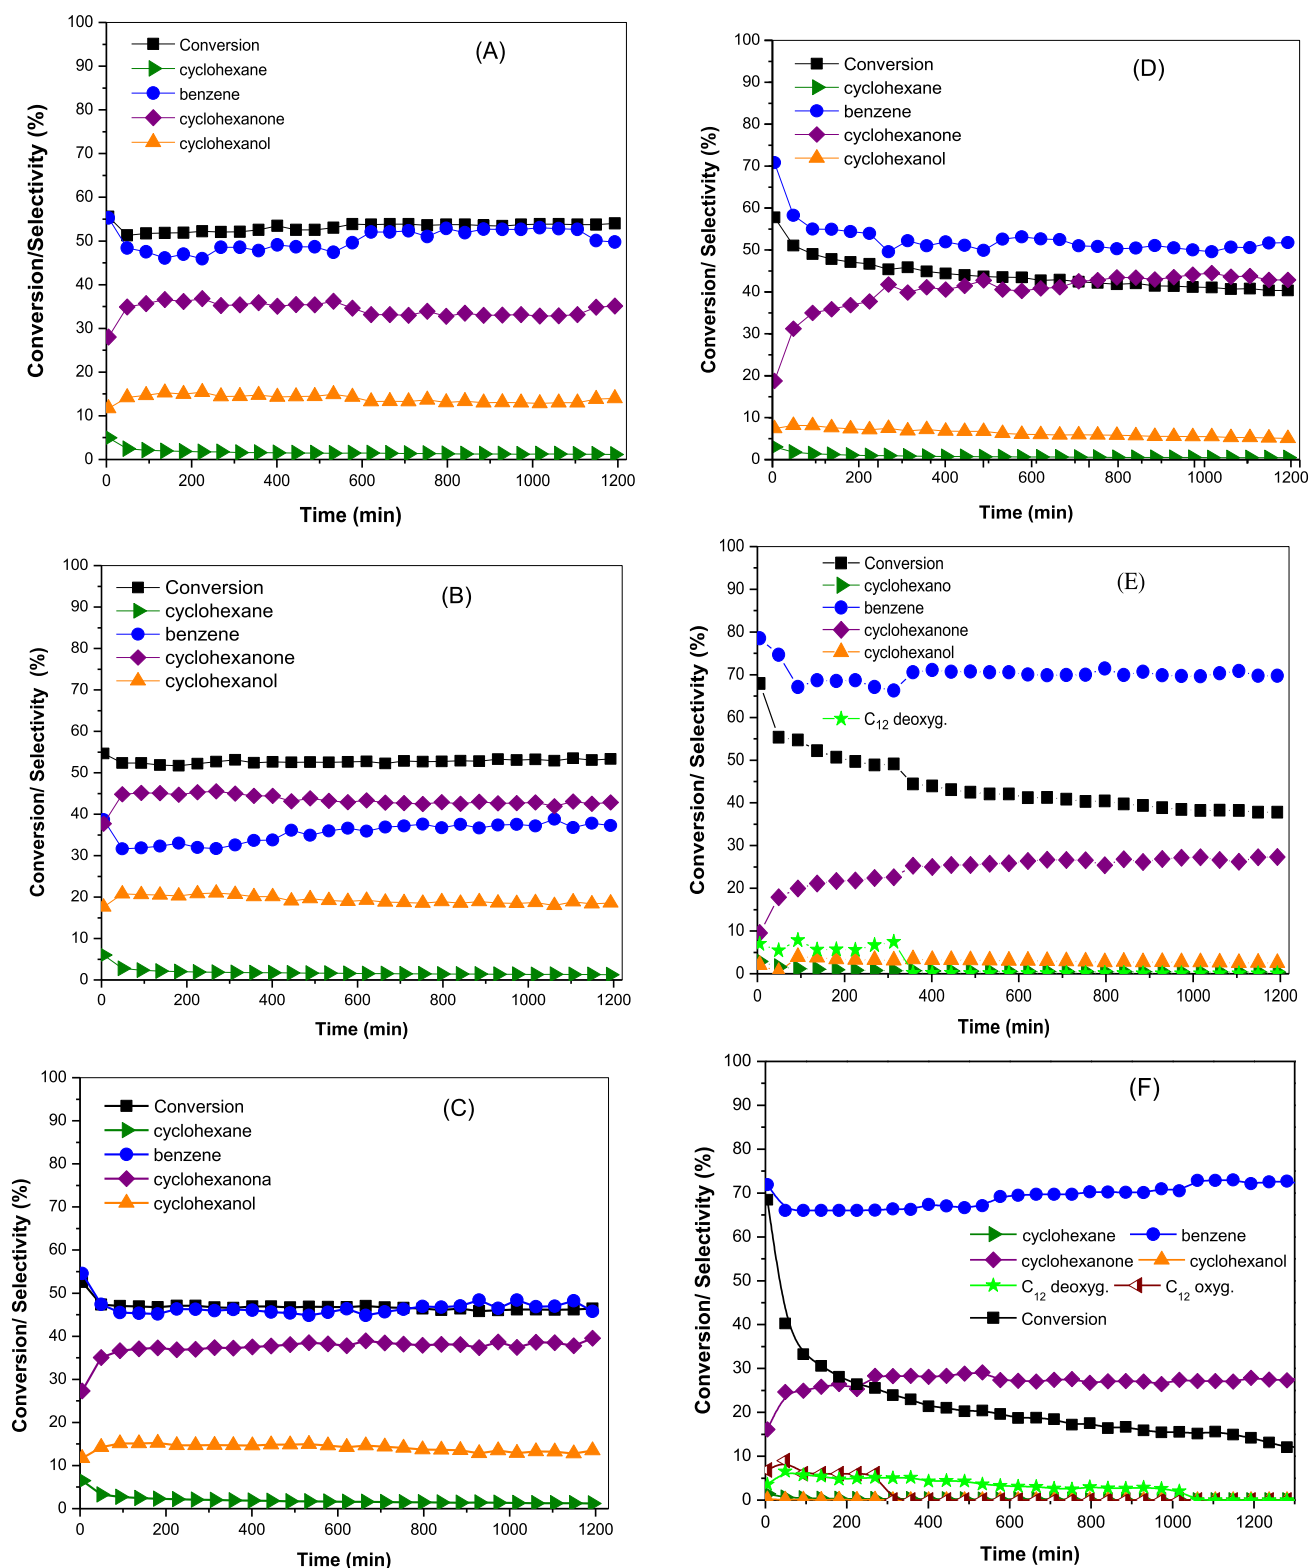 (A)
Conversion
cyclohexane
benzene
cyclohexanone
cyclohexanol
Conversion/Selectivity (%)
100
90
80
70
60
50
40
30
20
10
0
0 200 400 600 800 1000 1200
Time (min)
(D)
Conversion
cyclohexane
benzene
cyclohexanone
cyclohexanol
Conversion/ Selectivity (%)
100
90
80
70
60
50
40
30
20
10
0
0 200 400 600 800 1000 1200
Time (min)
(B)
Conversion
cyclohexane
benzene
cyclohexanone
cyclohexanol
Conversion/ Selectivity (%)
100
90
80
70
60
50
40
30
20
10
0
0 200 400 600 800 1000 1200
Time (min)
(E)
Conversion
cyclohexano
benzene
cyclohexanone
cyclohexanol
C12 deoxyg.
Conversion/ Selectivity (%)
100
90
80
70
60
50
40
30
20
10
0
0 200 400 600 800 1000 1200
Time (min)
(C)
Conversion
cyclohexane
benzene
cyclohexanona
cyclohexanol
Conversion/ Selectivity (%)
100
90
80
70
60
50
40
30
20
10
0
0 200 400 600 800 1000 1200
Time (min)
(F)
cyclohexane benzene
cyclohexanone cyclohexanol
C12 deoxyg. C12 oxyg.
Conversion
Conversion/ Selectivity (%)
100
90
80
70
60
50
40
30
20
10
0
0 200 400 600 800 1000 1200
Time (min)